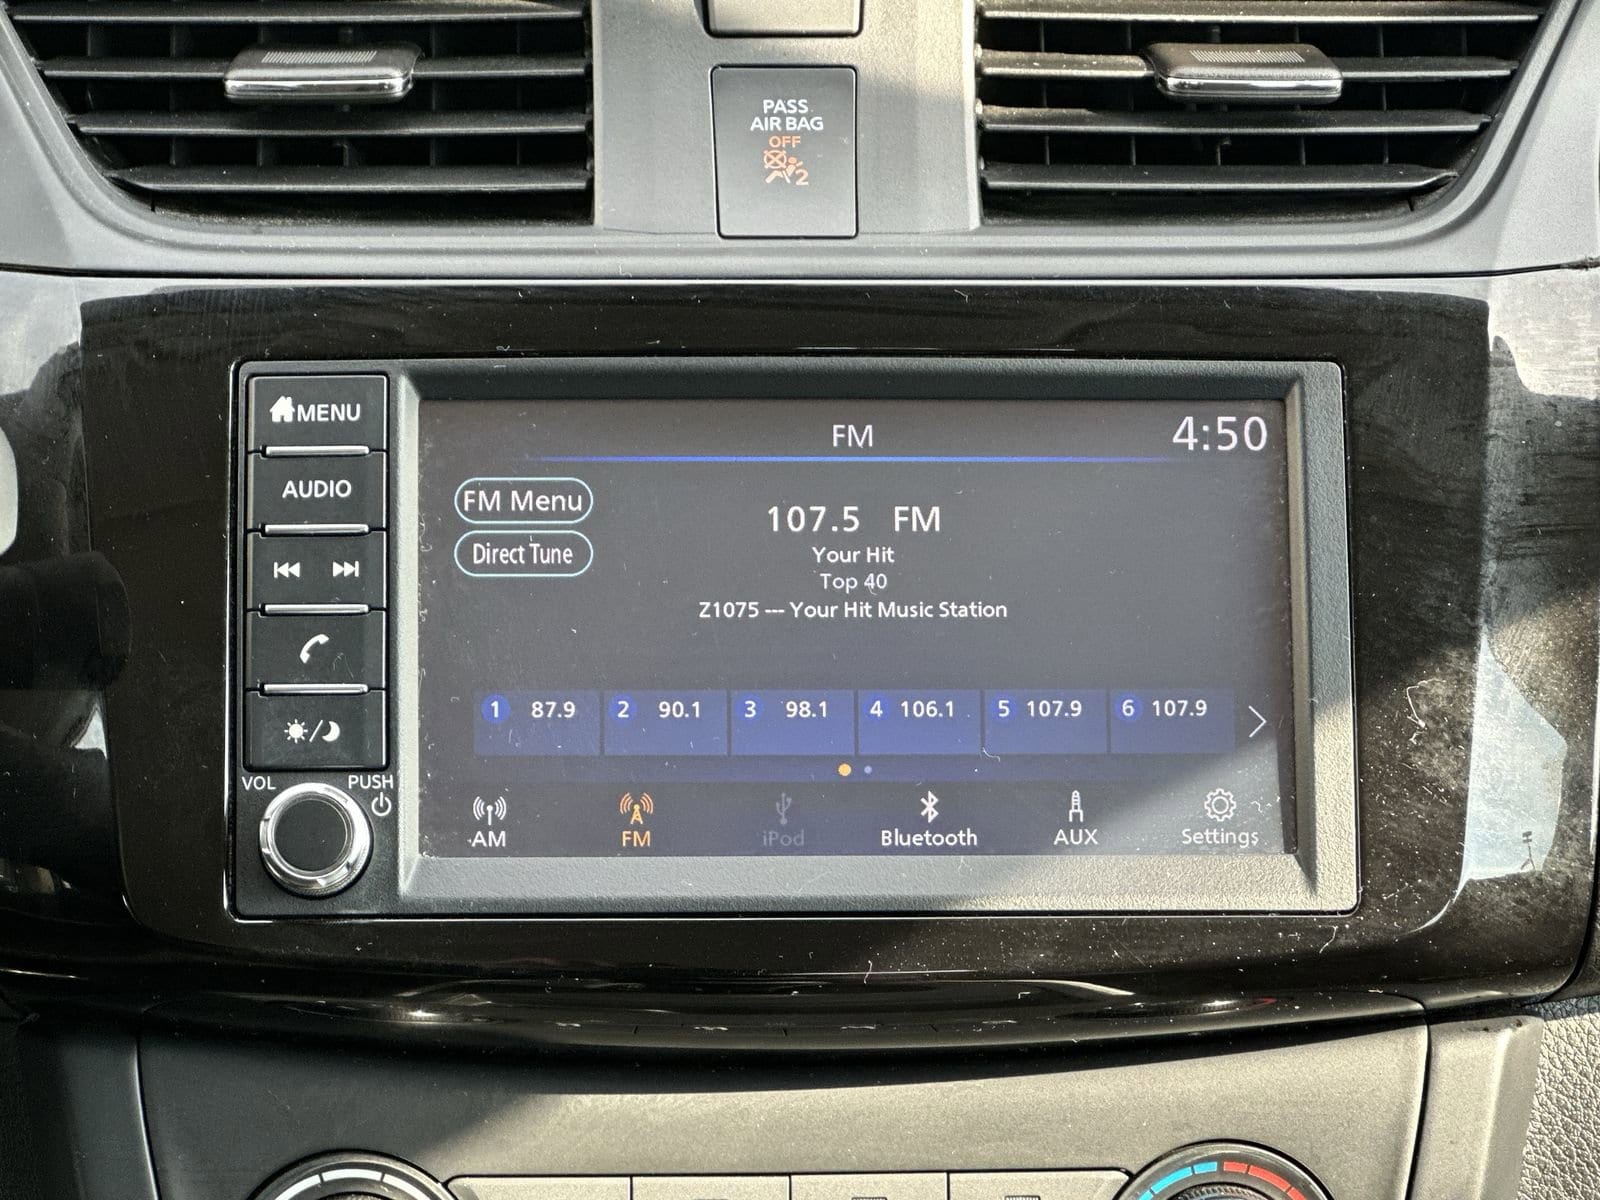 PASS
AIR BAG
OFF
2
MENU
AUDIO
VOL
PUSH
FM
4:50
FM Menu
Direct Tune
107.5 FM
Your Hit
Top 40
Z1075 --- Your Hit Music Station
1 87.9
2 90.1
3 98.1
4 106.1
5 107.9
6 107.9
AM
FM
iPod
Bluetooth
AUX
Settings